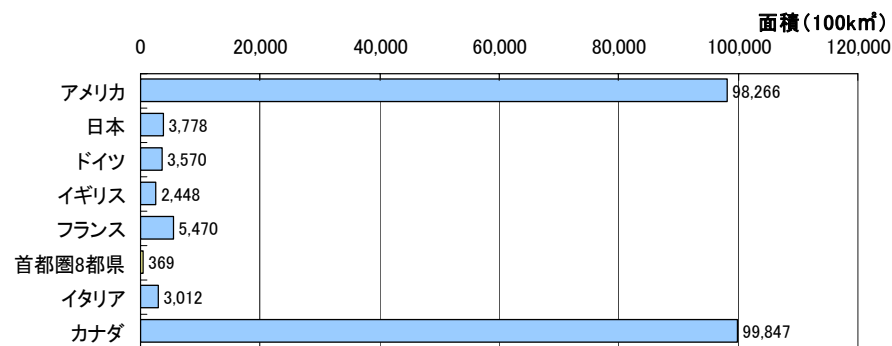 面積（100k㎡）
0 20,000 40,000 60,000 80,000 100,000 120,000
アメリカ 98,266
日本 3,778
ドイツ 3,570
イギリス 2,448
フランス 5,470
首都圏8都県 369
イタリア 3,012
カナダ 99,847